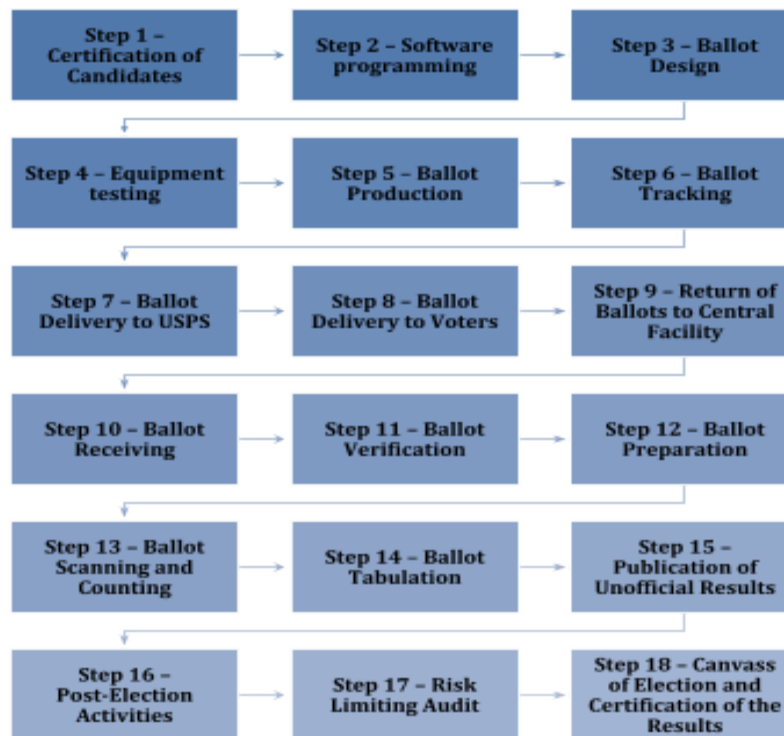 Step 1 –
Certification of
Candidates
Step 2 – Software
programming
Step 3 – Ballot
Design
Step 4 – Equipment
testing
Step 5 – Ballot
Production
Step 6 – Ballot
Tracking
Step 7 – Ballot
Delivery to USPS
Step 8 – Ballot
Delivery to Voters
Step 9 – Return of
Ballots to Central
Facility
Step 10 – Ballot
Receiving
Step 11 – Ballot
Verification
Step 12 – Ballot
Preparation
Step 13 – Ballot
Scanning and
Counting
Step 14 – Ballot
Tabulation
Step 15 –
Publication of
Unofficial Results
Step 16 –
Post-Election
Activities
Step 17 – Risk
Limiting Audit
Step 18 – Canvass
of Election and
Certification of the
Results